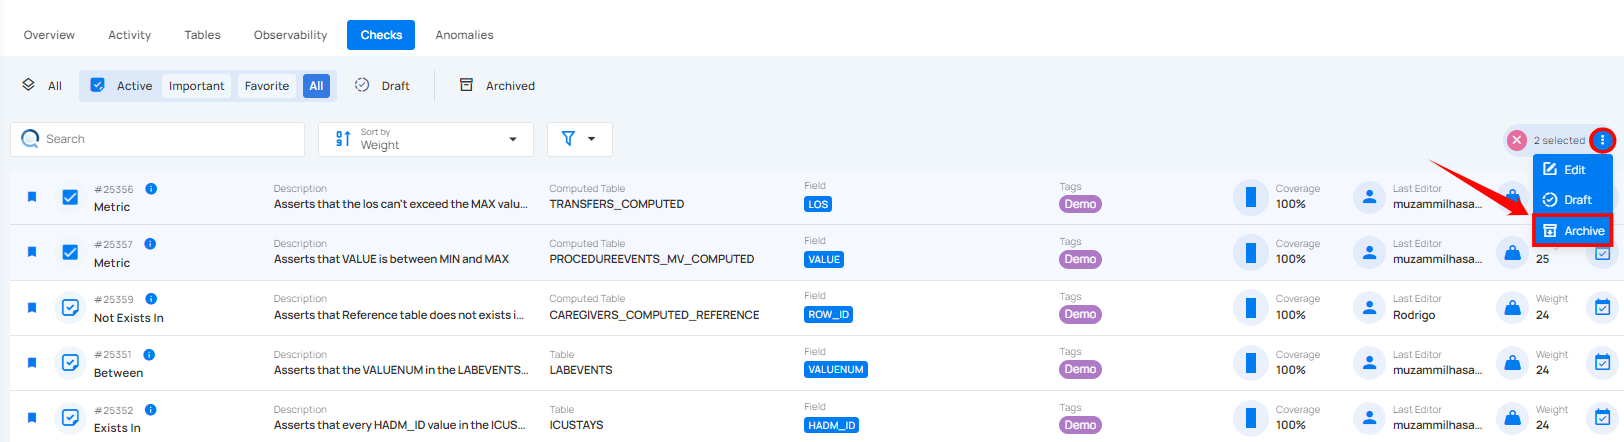 Overview Activity Tables Observability Checks Anomalies
All Active Important Favorite All Draft Archived
Search
Sort by
Weight
2 selected
Edit
Draft
Archive
#25356
Metric
Description
Asserts that the los can't exceed the MAX valu...
Computed Table
TRANSFERS_COMPUTED
Field
LOS
Tags
Demo
Coverage
100%
Last Editor
muzammilhasa...
#25357
Metric
Description
Asserts that VALUE is between MIN and MAX
Computed Table
PROCEDUREEVENTS_MV_COMPUTED
Field
VALUE
Tags
Demo
Coverage
100%
Last Editor
muzammilhasa...
25
#25359
Not Exists In
Description
Asserts that Reference table does not exists i...
Computed Table
CAREGIVERS_COMPUTED_REFERENCE
Field
ROW_ID
Tags
Demo
Coverage
100%
Last Editor
Rodrigo
Weight
24
#25351
Between
Description
Asserts that the VALUENUM in the LABEVENTS...
Table
LABEVENTS
Field
VALUENUM
Tags
Demo
Coverage
100%
Last Editor
muzammilhasa...
Weight
24
#25352
Exists In
Description
Asserts that every HADM_ID value in the ICUS...
Table
ICUSTAYS
Field
HADM_ID
Tags
Demo
Coverage
100%
Last Editor
muzammilhasa...
Weight
24